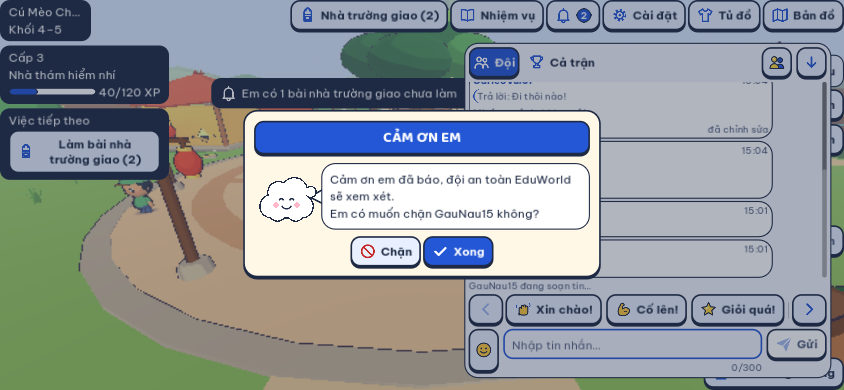 Cú Mèo Ch...
Khối 4–5
Nhà trường giao (2)
Nhiệm vụ
2
Cài đặt
Tủ đồ
Bản đồ
Cấp 3
Nhà thám hiểm nhí
40/120 XP
Việc tiếp theo
Làm bài nhà
trường giao (2)
Em có 1 bài nhà trường giao chưa làm
Đội
Cả trận
Trả lời: Đi thôi nào!
đã chỉnh sửa
15:04
15:01
15:01
CẢM ƠN EM
Cảm ơn em đã báo, đội an toàn EduWorld
sẽ xem xét.
Em có muốn chặn GauNau15 không?
Chặn
Xong
GauNau15 đang soạn tin...
Xin chào!
Cố lên!
Giỏi quá!
Nhập tin nhắn...
Gửi
0/300